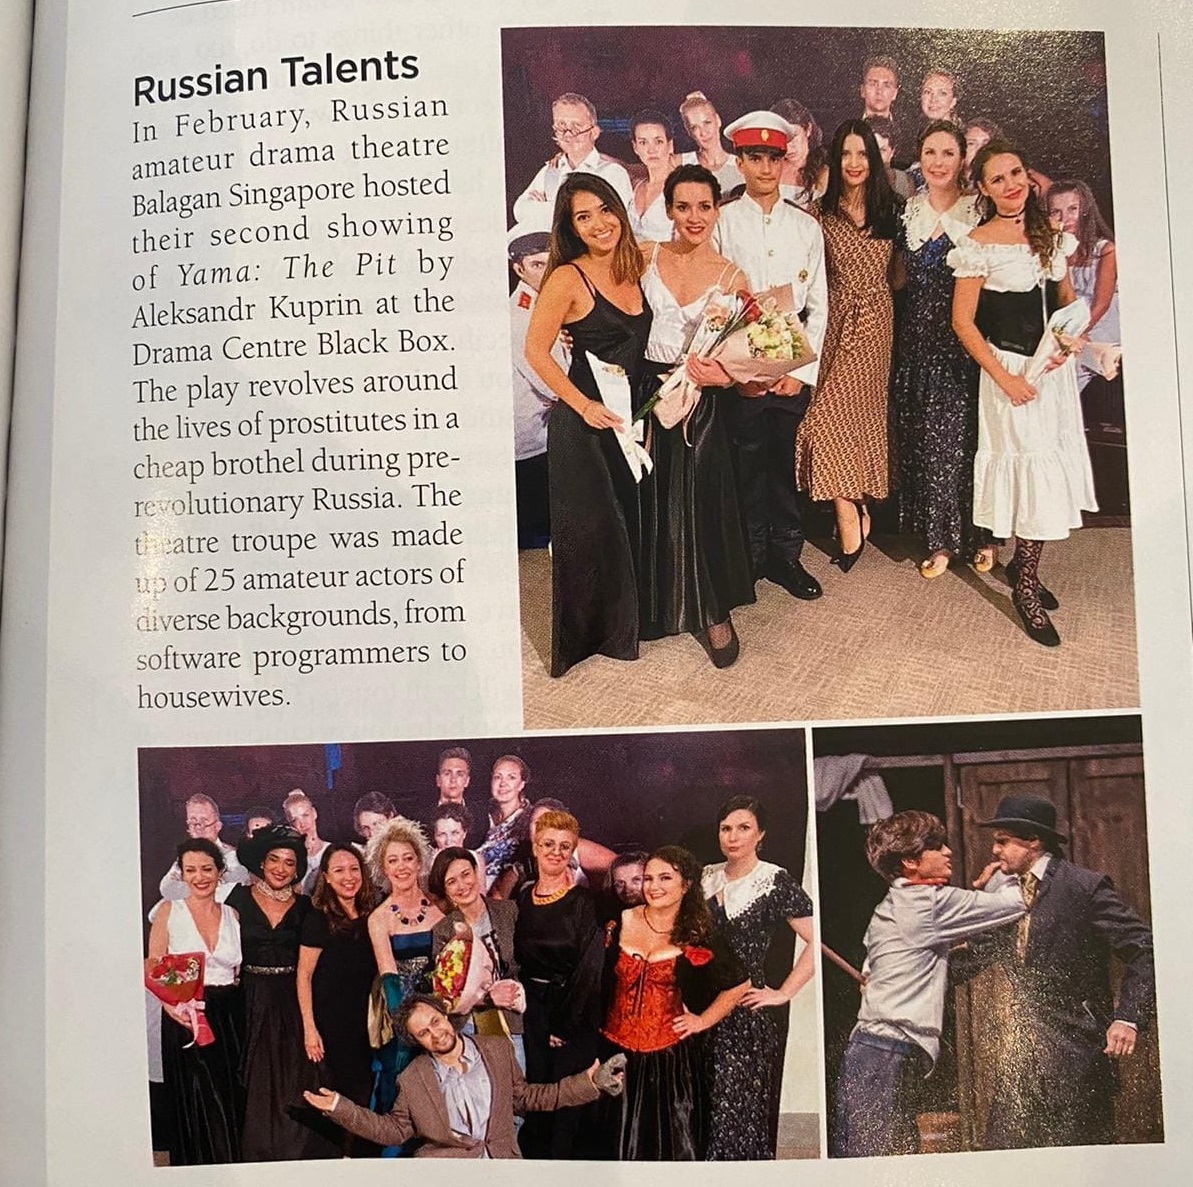 Russian Talents
In February, Russian
amateur drama theatre
Balagan Singapore hosted
their second showing
of Yama: The Pit by
Aleksandr Kuprin at the
Drama Centre Black Box.
The play revolves around
the lives of prostitutes in a
cheap brothel during pre-
revolutionary Russia. The
theatre troupe was made
up of 25 amateur actors of
diverse backgrounds, from
software programmers to
housewives.